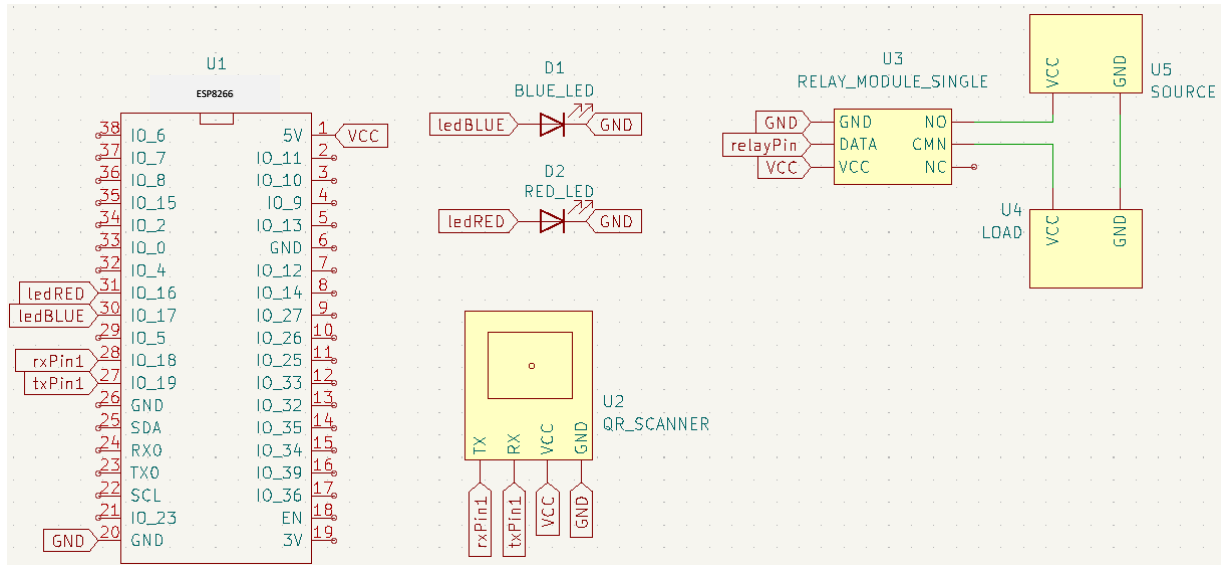 U1
ESP8266
38 IO_6 5V 1 VCC
37 IO_7 IO_11 2
36 IO_8 IO_10 3
35 IO_15 IO_9 4
34 IO_2 IO_13 5
33 IO_0 GND 6
32 IO_4 IO_12 7
ledRED 31 IO_16 IO_14 8
ledBLUE 30 IO_17 IO_27 9
29 IO_5 IO_26 10
rxPin1 28 IO_18 IO_25 11
txPin1 27 IO_19 IO_33 12
26 GND IO_32 13
25 SDA IO_35 14
24 RX0 IO_34 15
23 TX0 IO_39 16
22 SCL IO_36 17
21 IO_23 EN 18
GND 20 GND 3V 19
D1
BLUE_LED
ledBLUE GND
D2
RED_LED
ledRED GND
U2
QR_SCANNER
TX RX VCC GND
rxPin1 txPin1 VCC GND
U3
RELAY_MODULE_SINGLE
GND GND NO
relayPin DATA CMN
VCC VCC NC
VCC GND
U5
SOURCE
U4
LOAD
VCC GND